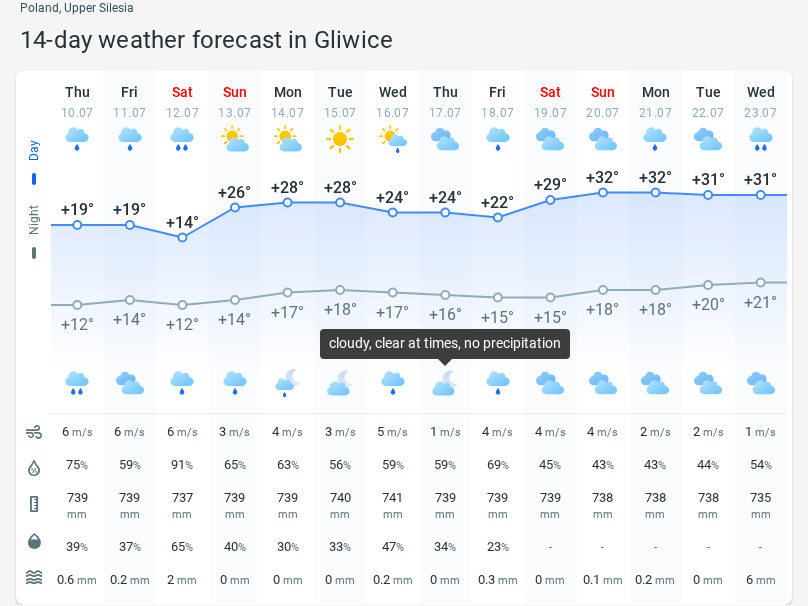 Poland, Upper Silesia
14-day weather forecast in Gliwice
Thu Fri Sat Sun Mon Tue Wed Thu Fri Sat Sun Mon Tue Wed
10.07 11.07 12.07 13.07 14.07 15.07 16.07 17.07 18.07 19.07 20.07 21.07 22.07 23.07
Day
+19° +19° +14° +26° +28° +28° +24° +24° +22° +29° +32° +32° +31° +31°
Night
+12° +14° +12° +14° +17° +18° +17° +16° +15° +15° +18° +18° +20° +21°
cloudy, clear at times, no precipitation
6 m/s 6 m/s 6 m/s 3 m/s 4 m/s 3 m/s 5 m/s 1 m/s 4 m/s 4 m/s 4 m/s 2 m/s 2 m/s 1 m/s
75% 59% 91% 65% 63% 56% 59% 59% 69% 45% 43% 43% 44% 54%
739 739 737 739 739 740 741 739 739 739 738 738 738 735
mm mm mm mm mm mm mm mm mm mm mm mm mm mm
39% 37% 65% 40% 30% 33% 47% 34% 23% - - - - -
0.6 mm 0.2 mm 2 mm 0 mm 0 mm 0 mm 0.2 mm 0 mm 0.3 mm 0 mm 0.1 mm 0.2 mm 0 mm 6 mm